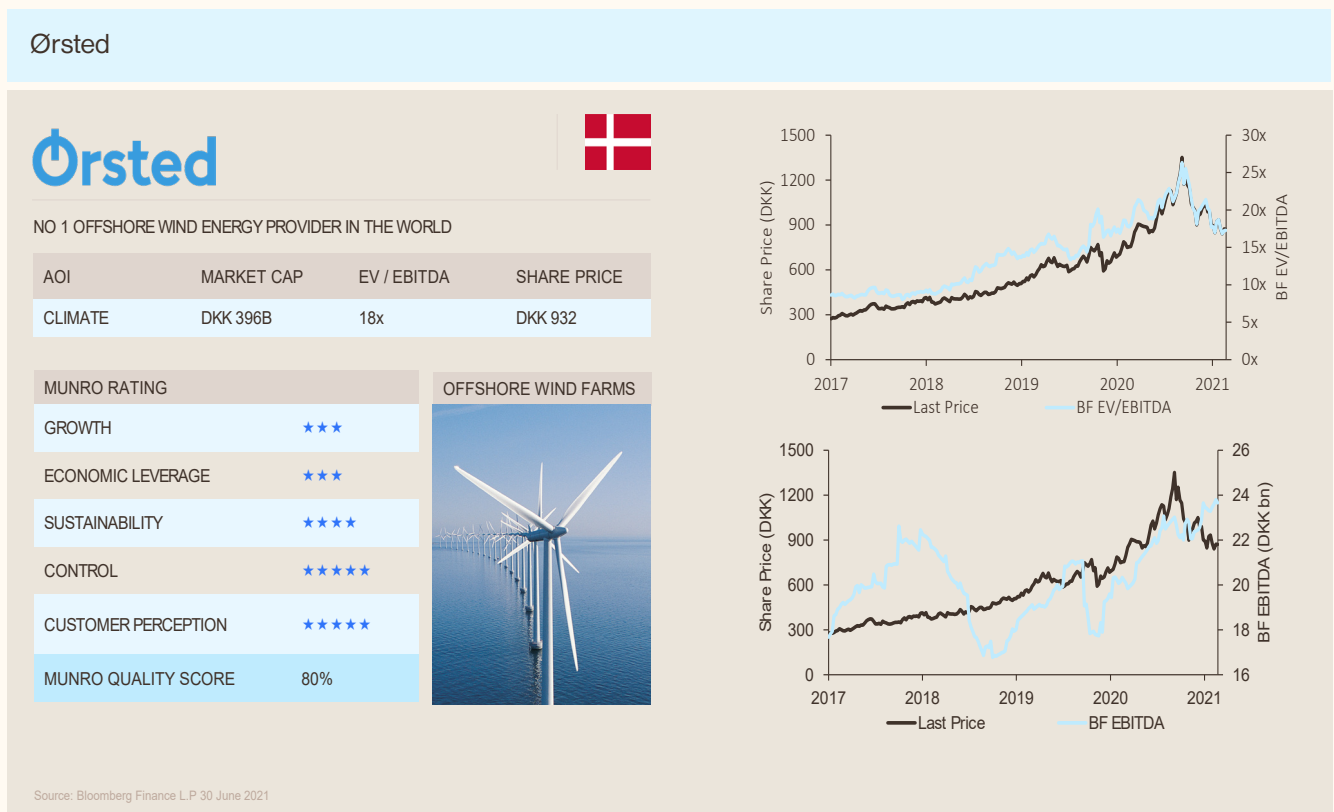 Ørsted
Ørsted
NO 1 OFFSHORE WIND ENERGY PROVIDER IN THE WORLD
AOI MARKET CAP EV / EBITDA SHARE PRICE
CLIMATE DKK 396B 18x DKK 932
MUNRO RATING
GROWTH ★★★
ECONOMIC LEVERAGE ★★★
SUSTAINABILITY ★★★★
CONTROL ★★★★★
CUSTOMER PERCEPTION ★★★★★
MUNRO QUALITY SCORE 80%
OFFSHORE WIND FARMS
Share Price (DKK)
1500
1200
900
600
300
0
30x
25x
20x
15x
10x
5x
0x
BF EV/EBITDA
2017 2018 2019 2020 2021
Last Price BF EV/EBITDA
Share Price (DKK)
1500
1200
900
600
300
0
26
24
22
20
18
16
BF EBITDA (DKK bn)
2017 2018 2019 2020 2021
Last Price BF EBITDA
Source: Bloomberg Finance L.P 30 June 2021